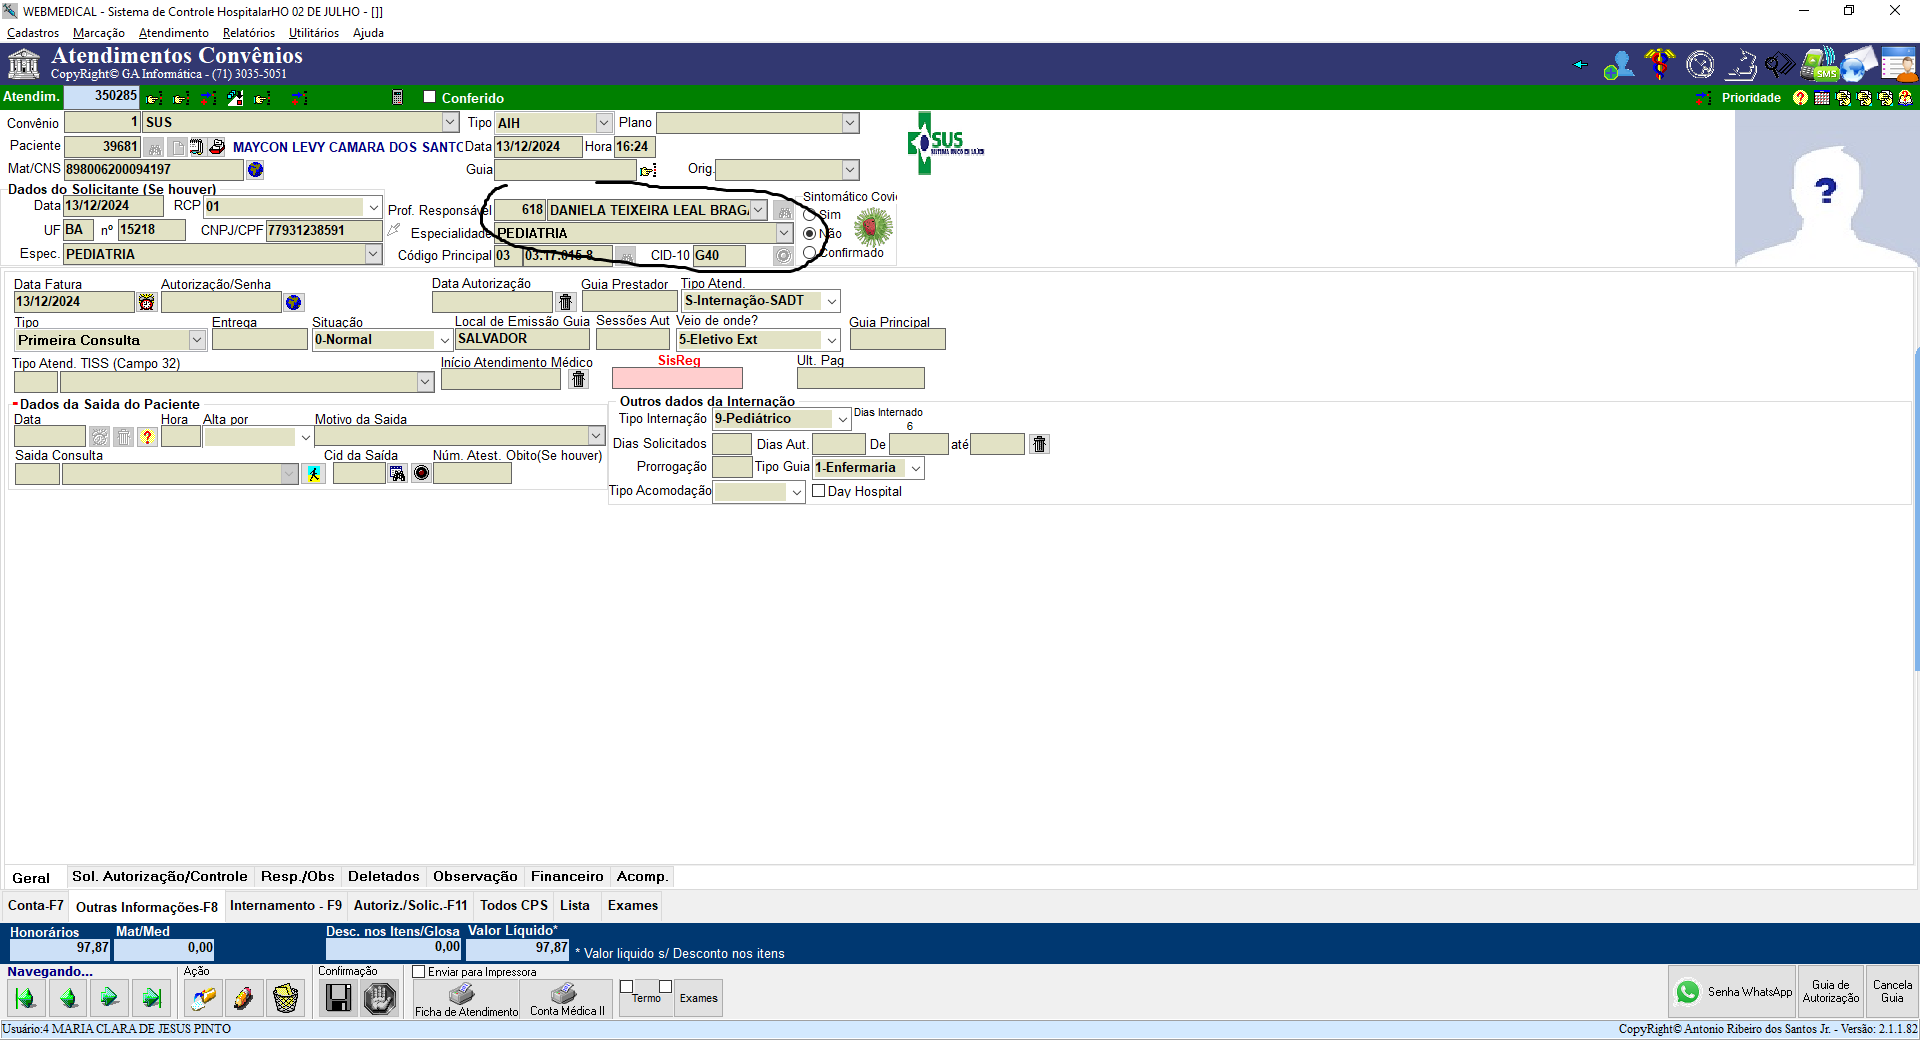 WEBMEDICAL - Sistema de Controle HospitalarHO 02 DE JULHO - []]
Cadastros Marcação Atendimento Relatórios Utilitários Ajuda
Atendimentos Convênios
CopyRight© GA Informática - (71) 3035-5051
SMS
Atendim. 350285 Conferido Prioridade
Convênio 1 SUS Tipo AIH Plano
Paciente 39681 MAYCON LEVY CAMARA DOS SANTO Data 13/12/2024 Hora 16:24
Mat/CNS 898006200094197 Guia Orig.
SUS
SISTEMA ÚNICO DE SAÚDE
Dados do Solicitante (Se houver)
Data 13/12/2024 RCP 01
UF BA nº 15218 CNPJ/CPF 77931238591
Espec. PEDIATRIA
Prof. Responsável 618 DANIELA TEIXEIRA LEAL BRAGA
Especialidade PEDIATRIA
Código Principal 03 03.17.015-8 CID-10 G40
Sintomático Covi
Sim
Não
Confirmado
Data Fatura Autorização/Senha Data Autorização Guia Prestador Tipo Atend.
13/12/2024 S-Internação-SADT
Tipo Entrega Situação Local de Emissão Guia Sessões Aut Veio de onde? Guia Principal
Primeira Consulta 0-Normal SALVADOR 5-Eletivo Ext
Tipo Atend. TISS (Campo 32) Início Atendimento Médico SisReg Ult. Pag
Dados da Saida do Paciente
Data Hora Alta por Motivo da Saida
Saida Consulta Cid da Saída Núm. Atest. Obito(Se houver)
Outros dados da Internação
Tipo Internação 9-Pediátrico Dias Internado
6
Dias Solicitados Dias Aut. De até
Prorrogação Tipo Guia 1-Enfermaria
Tipo Acomodação Day Hospital
Geral Sol. Autorização/Controle Resp./Obs Deletados Observação Financeiro Acomp.
Conta-F7 Outras Informações-F8 Internamento - F9 Autoriz./Solic.-F11 Todos CPS Lista Exames
Honorários Mat/Med Desc. nos Itens/Glosa Valor Líquido*
97,87 0,00 0,00 97,87 * Valor liquido s/ Desconto nos itens
Navegando... Ação Confirmação Enviar para Impressora
Ficha de Atendimento Conta Médica II Termo Exames Senha WhatsApp Guia de Autorização Cancela Guia
Usuário:4 MARIA CLARA DE JESUS PINTO CopyRight© Antonio Ribeiro dos Santos Jr. - Versão: 2.1.1.82